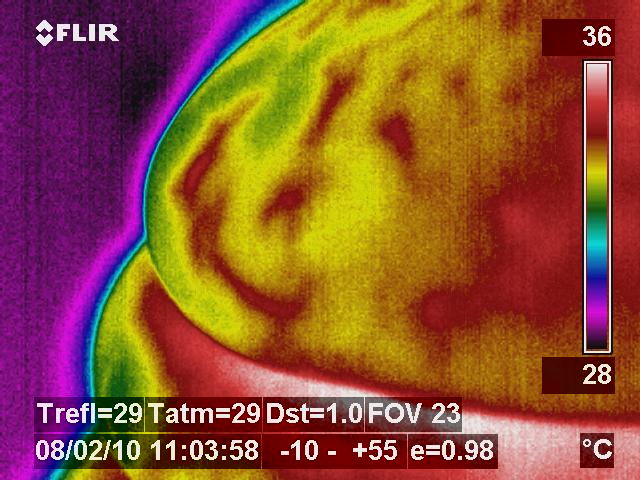 FLIR
36
28
Trefl=29 Tatm=29 Dst=1.0 FOV 23
08/02/10 11:03:58 -10 - +55 e=0.98 °C